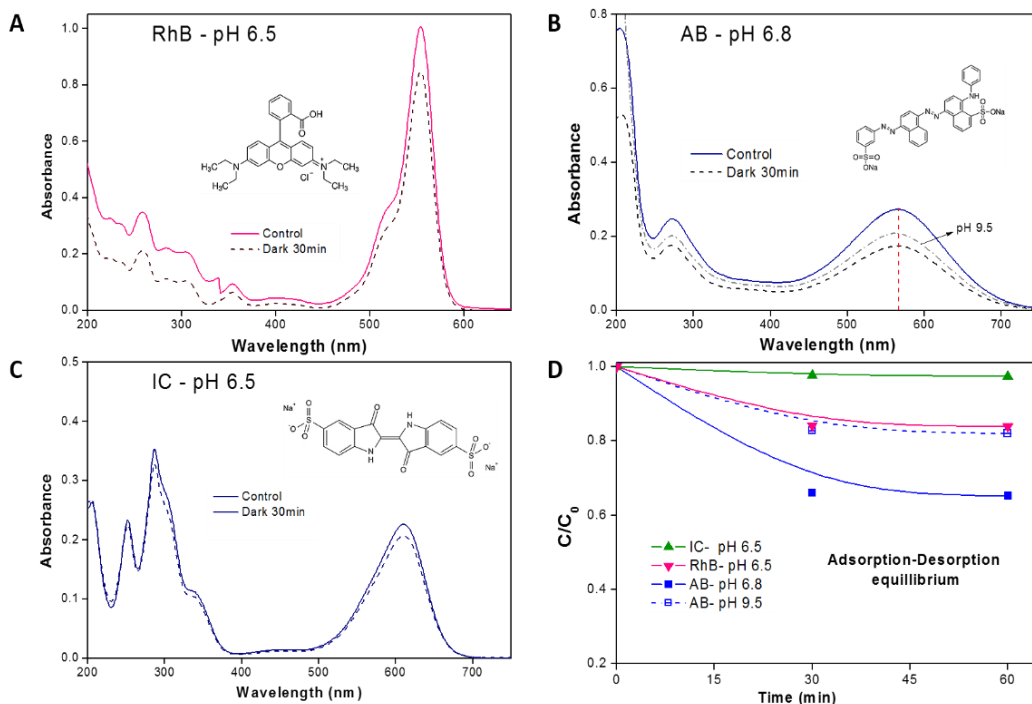 A
RhB - pH 6.5
Absorbance
1.0
0.8
0.6
0.4
0.2
0.0
200
300
400
500
600
Wavelength (nm)
OH
O
H₃C
N
O
N⁺
CH₃
CH₃
Cl⁻
CH₃
Control
Dark 30min
B
AB - pH 6.8
Absorbance
0.8
0.6
0.4
0.2
0.0
200
300
400
500
600
700
Wavelength (nm)
NH
O
S
ONa
O
N
N
N
N
O
S
O
ONa
Control
Dark 30min
pH 9.5
C
IC - pH 6.5
Absorbance
0.5
0.4
0.3
0.2
0.1
0.0
200
300
400
500
600
700
Wavelength (nm)
Na⁺
O
O
S
O⁻
O
H
N
N
H
O
O
S
O⁻
O
Na⁺
Control
Dark 30min
D
C/C₀
1.0
0.8
0.6
0.4
0.2
0
15
30
45
60
Time (min)
IC- pH 6.5
RhB- pH 6.5
AB- pH 6.8
AB- pH 9.5
Adsorption-Desorption
equillibrium